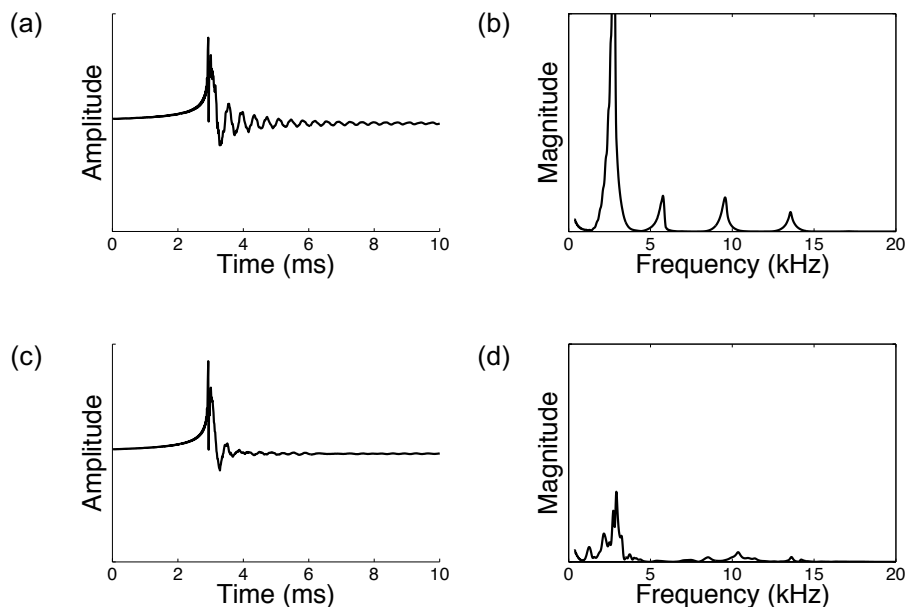 (a)
Amplitude
0 2 4 6 8 10
Time (ms)
(b)
Magnitude
0 5 10 15 20
Frequency (kHz)
(c)
Amplitude
0 2 4 6 8 10
Time (ms)
(d)
Magnitude
0 5 10 15 20
Frequency (kHz)